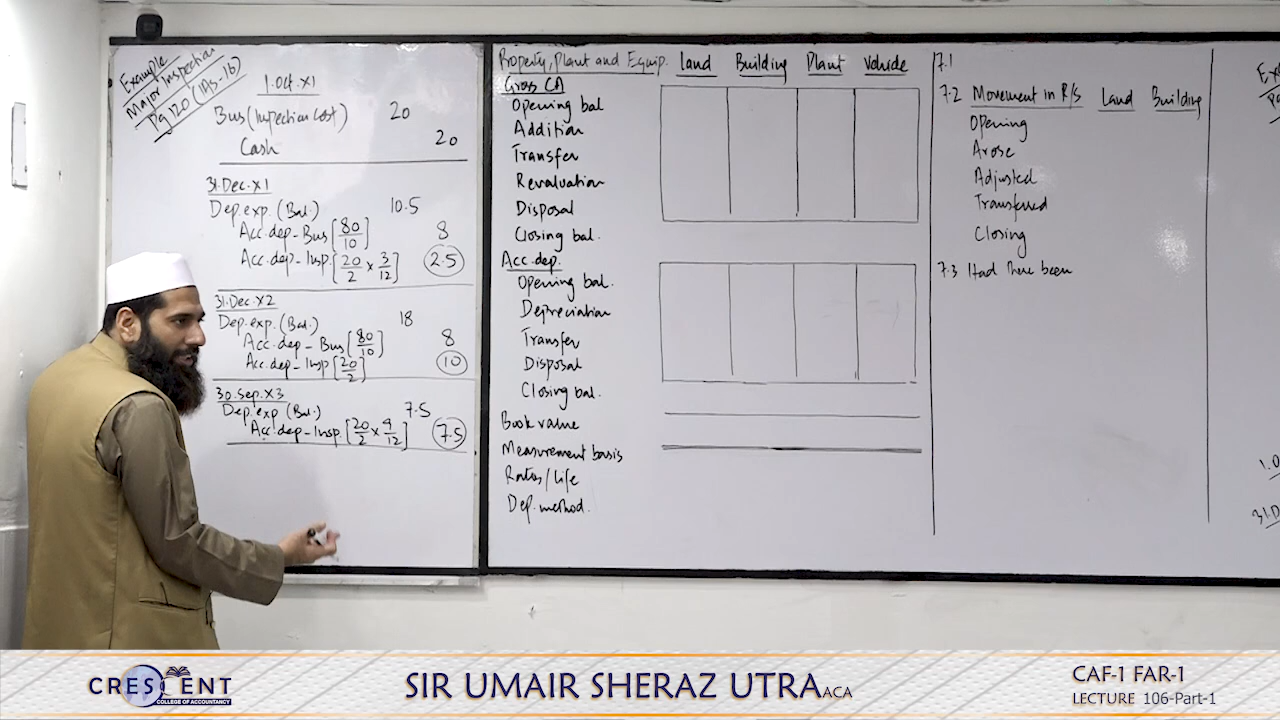 Example
Major Inspection
Pg 120 (IAS-16)
1.Oct.X1
Bus (Inpection cost) 20
Cash 20
31.Dec.X1
Dep.exp.(Bal.) 10.5
Acc.dep-Bus [80/10] 8
Acc.dep-Insp. [20/2 x 3/12] 2.5
31.Dec.X2
Dep.exp.(Bal.) 18
Acc.dep-Bus [80/10] 8
Acc.dep-Insp [20/2] 10
30.Sep.X3
Dep.exp (Bal.) 7.5
Acc.dep-Insp. [20/2 x 9/12] 7.5
Property, Plant and Equip. Land Building Plant Vehicle
Gross CA
Opening bal.
Addition
Transfer
Revaluation
Disposal
Closing bal.
Acc.dep.
Opening bal.
Depreciation
Transfer
Disposal
Closing bal.
Book value
Measurement basis
Rates/life
Dep.method.
7.1
7.2 Movement in R/S Land Building
Opening
Arose
Adjusted
Transferred
Closing
7.3 Had there been
CRESCENT
COLLEGE OF ACCOUNTANCY
SIR UMAIR SHERAZ UTRA ACA
CAF-1 FAR-1
LECTURE 106-Part-1